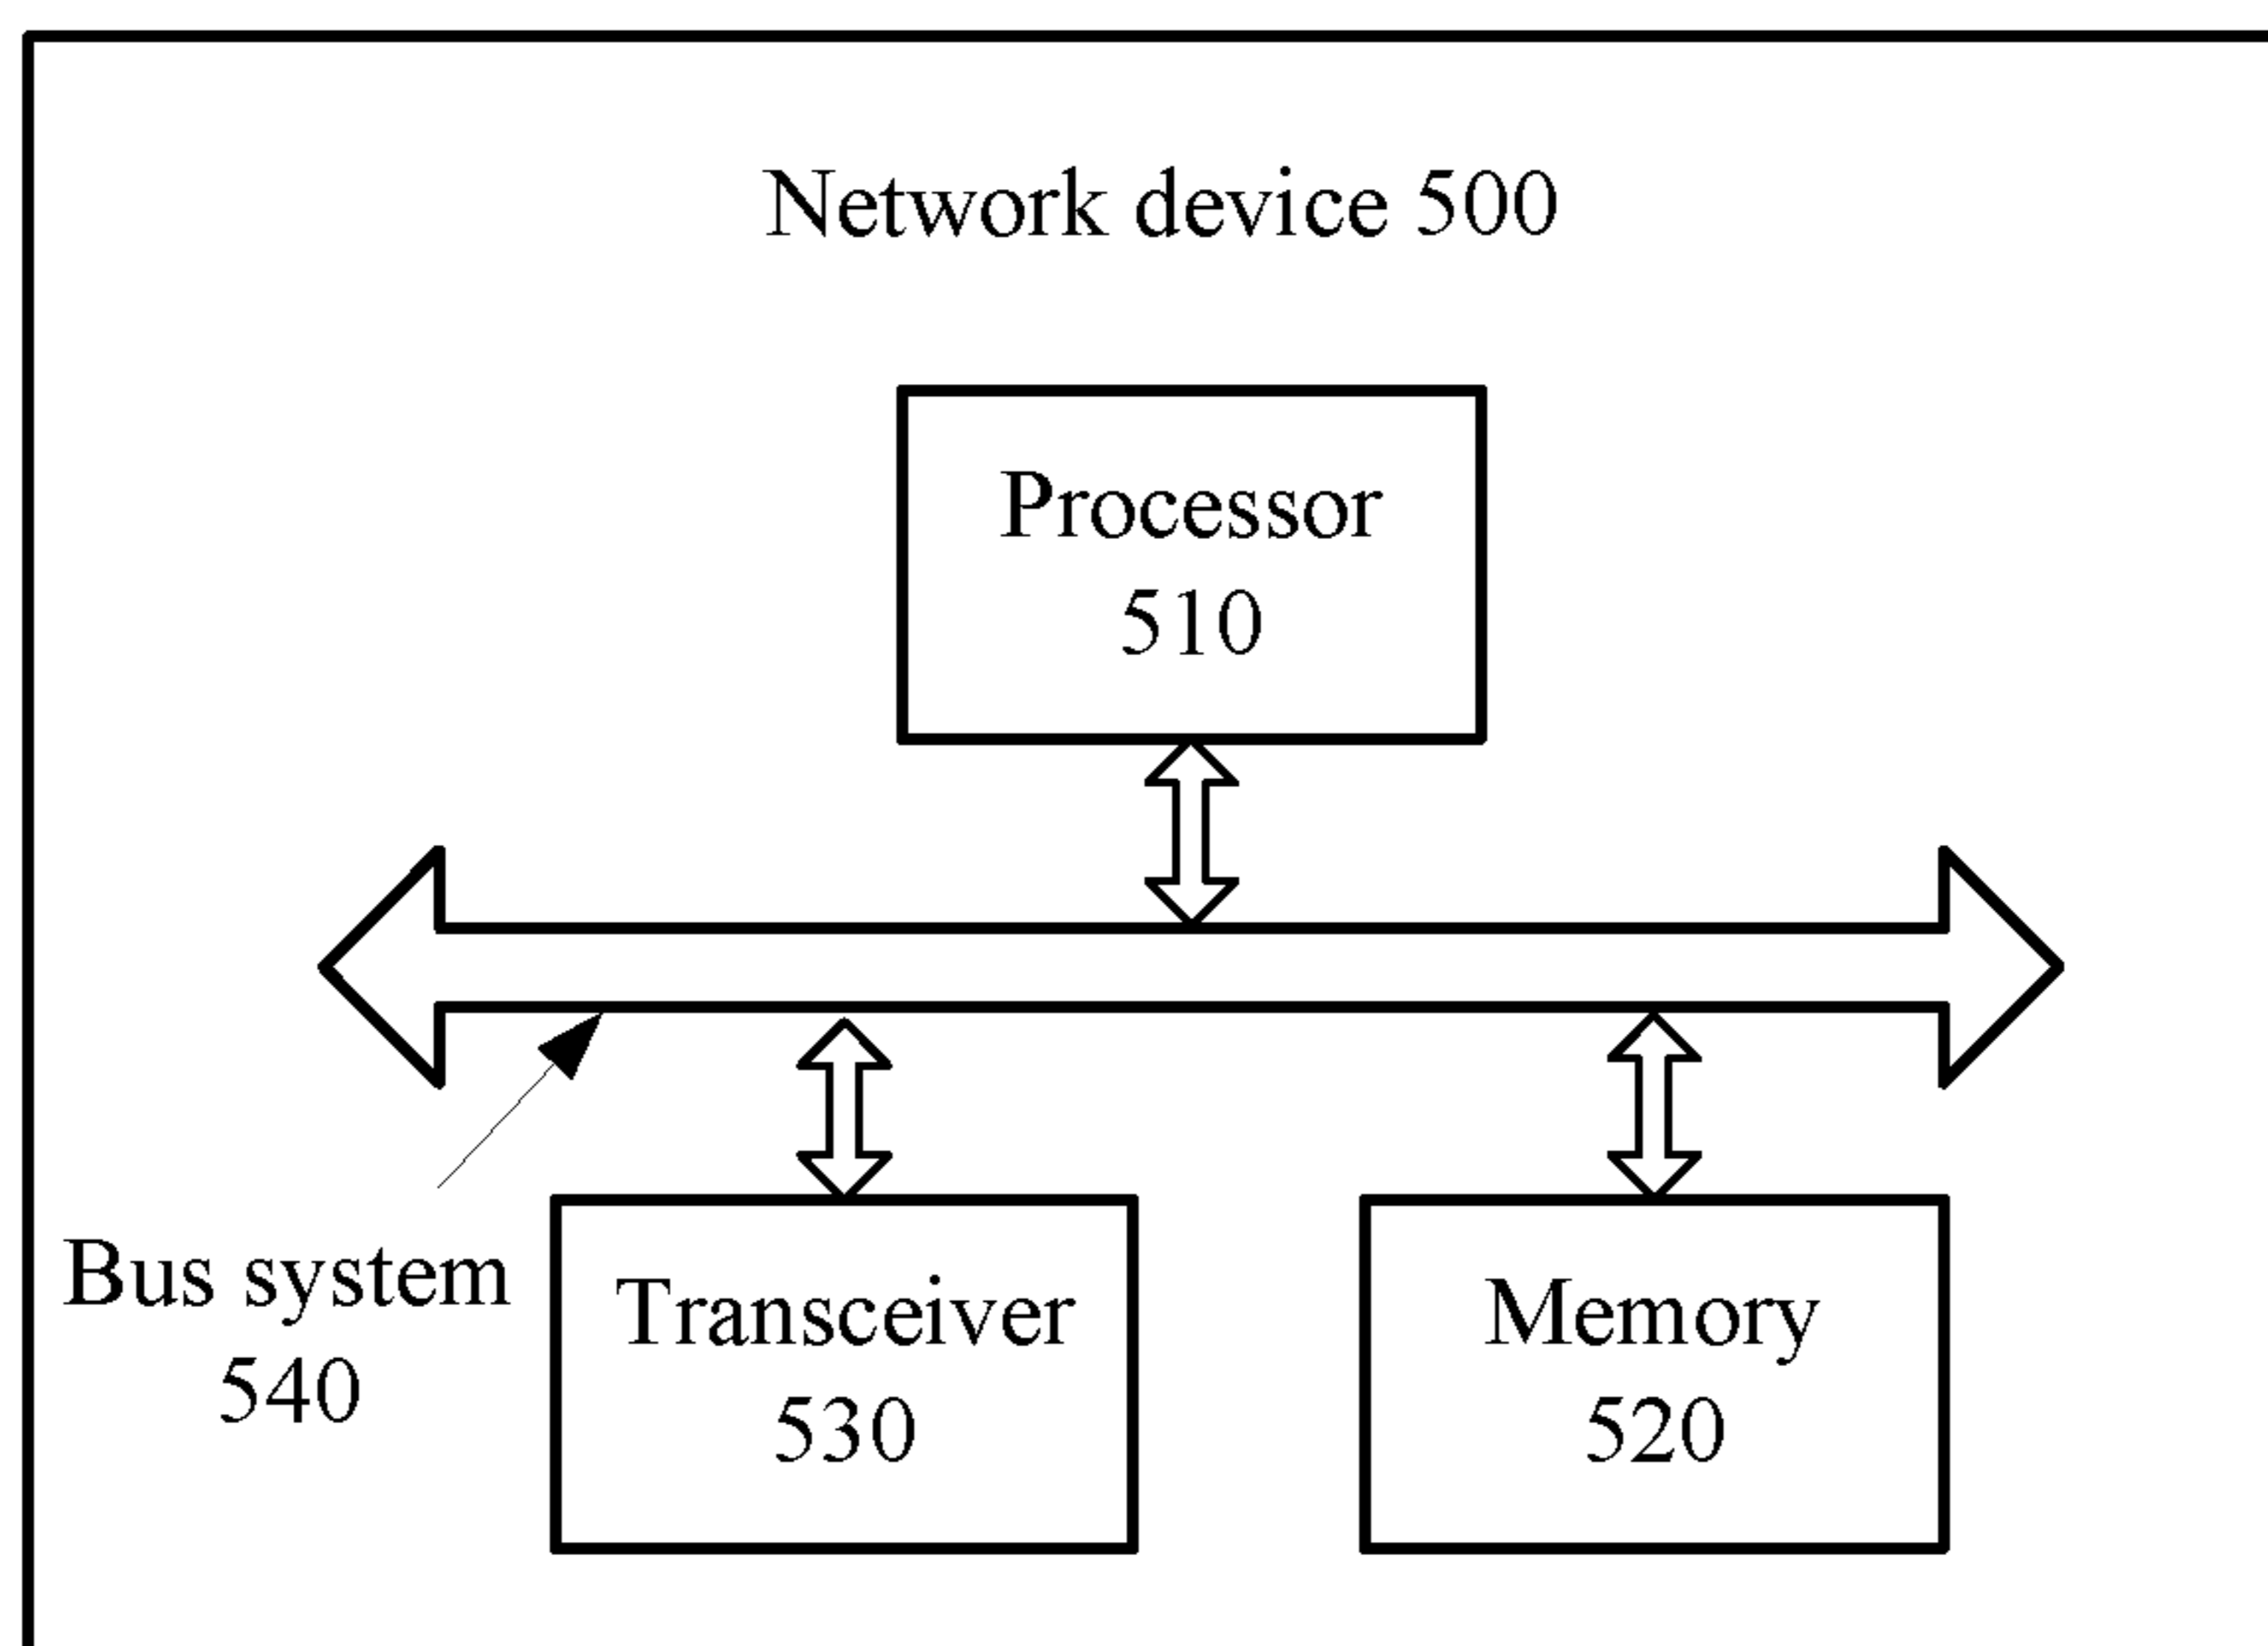 Network device 500
Processor
510
Bus system
540
Transceiver
530
Memory
520